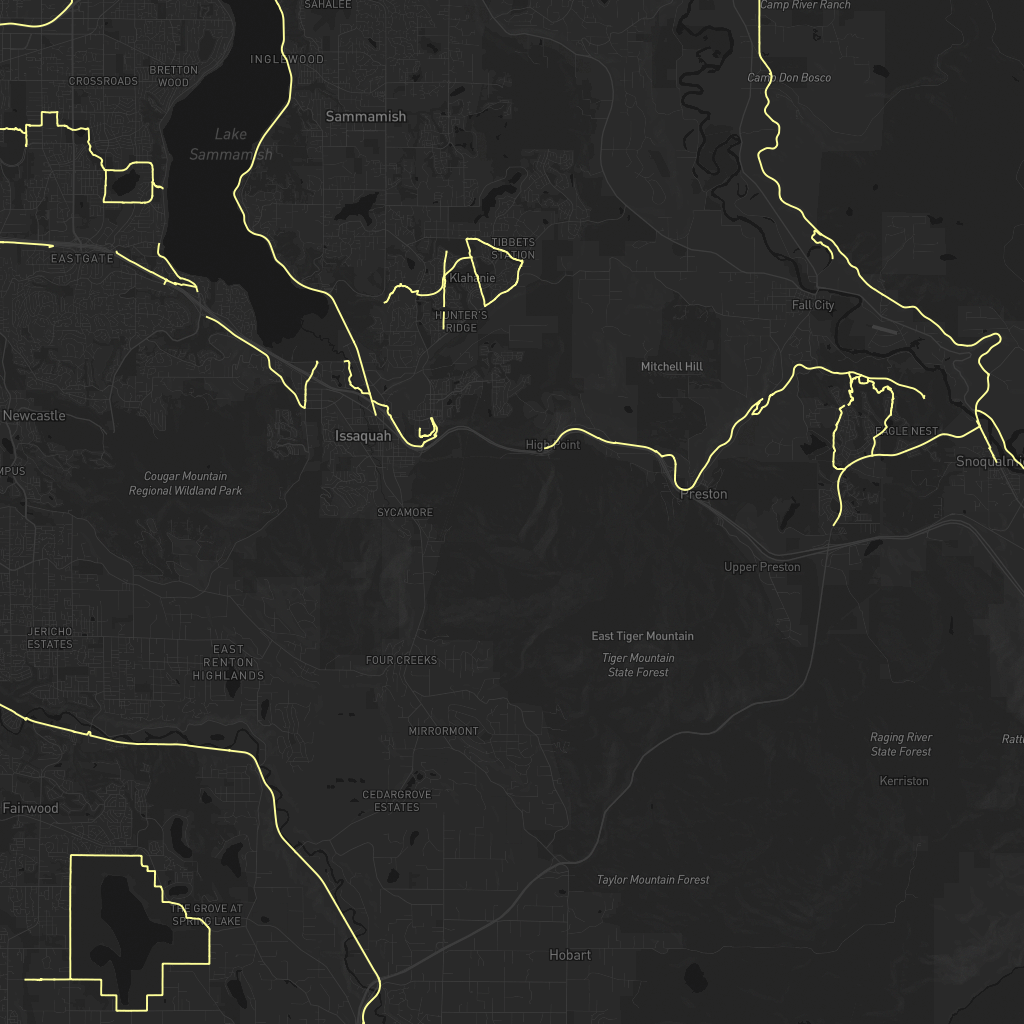 SAHALEE
Camp River Ranch
INGLEWOOD
BRETTON
WOOD
CROSSROADS
Camp Don Bosco
Sammamish
Lake
Sammamish
TIBBETS
STATION
EASTGATE
Klahanie
Fall City
HUNTER'S
RIDGE
Mitchell Hill
Newcastle
Issaquah
High Point
EAGLE NEST
Snoqualmi
MPUS
Cougar Mountain
Regional Wildland Park
Preston
SYCAMORE
Upper Preston
JERICHO
ESTATES
East Tiger Mountain
EAST
RENTON
HIGHLANDS
FOUR CREEKS
Tiger Mountain
State Forest
MIRRORMONT
Raging River
State Forest
Ratt
Kerriston
CEDARGROVE
ESTATES
Fairwood
Taylor Mountain Forest
THE GROVE AT
SPRING LAKE
Hobart